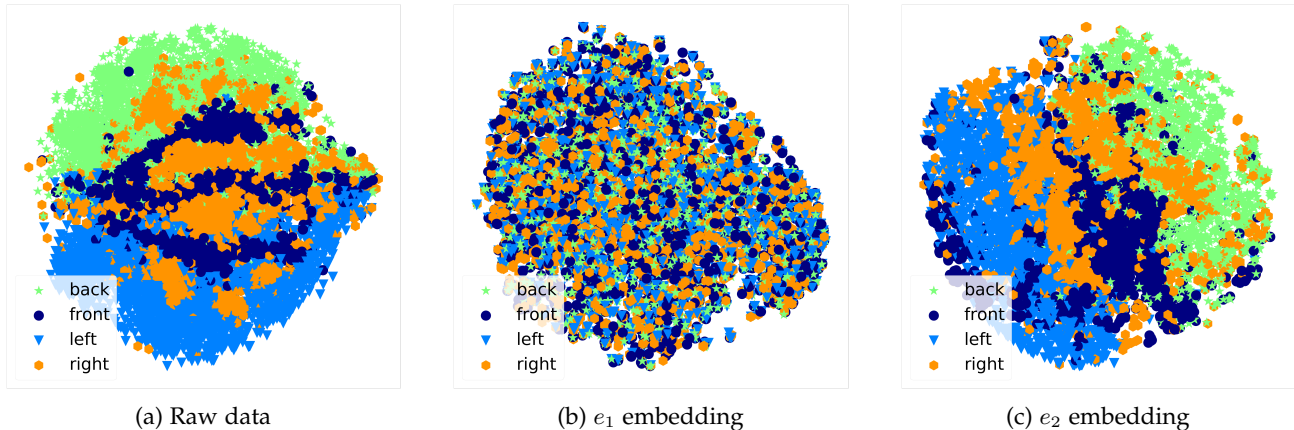 back
front
left
right
back
front
left
right
back
front
left
right
(a) Raw data
(b) e₁ embedding
(c) e₂ embedding